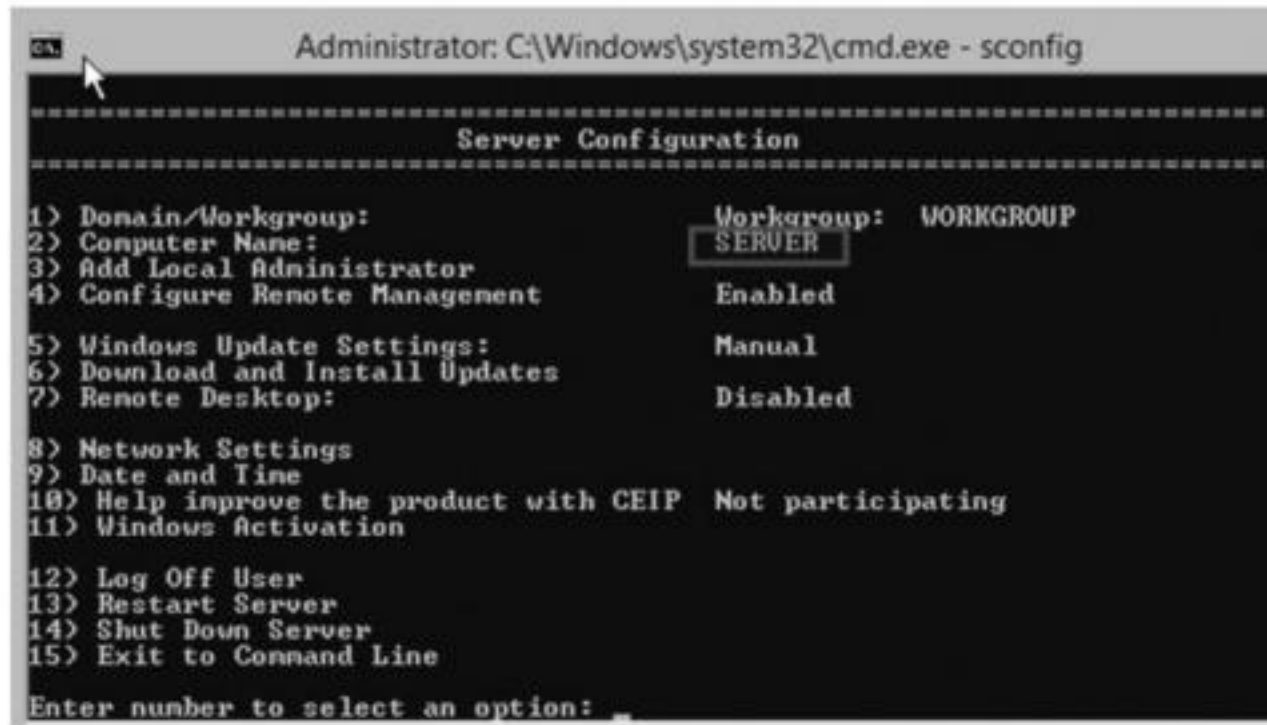 Administrator: C:\Windows\system32\cmd.exe - sconfig
===============================================================================
Server Configuration
===============================================================================
1) Domain/Workgroup: Workgroup: WORKGROUP
2) Computer Name: SERVER
3) Add Local Administrator
4) Configure Remote Management Enabled
5) Windows Update Settings: Manual
6) Download and Install Updates
7) Remote Desktop: Disabled
8) Network Settings
9) Date and Time
10) Help improve the product with CEIP Not participating
11) Windows Activation
12) Log Off User
13) Restart Server
14) Shut Down Server
15) Exit to Command Line
Enter number to select an option: _